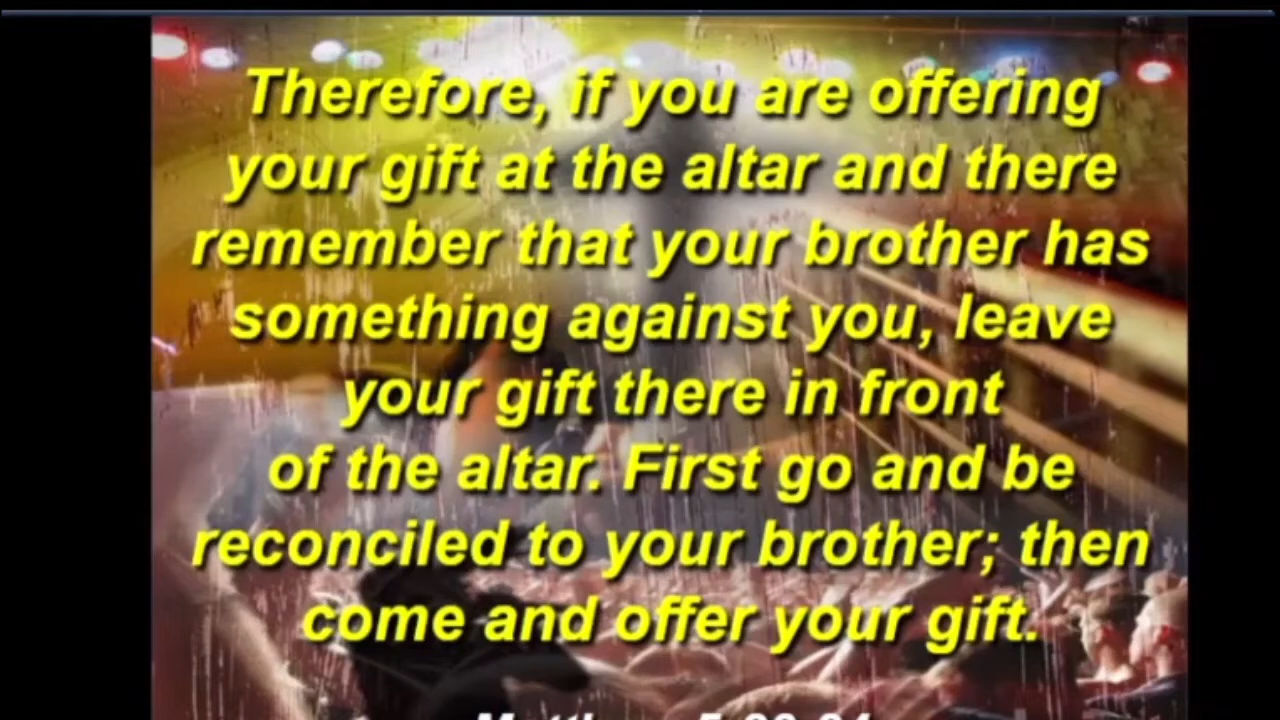 Therefore, if you are offering
your gift at the altar and there
remember that your brother has
something against you, leave
your gift there in front
of the altar. First go and be
reconciled to your brother; then
come and offer your gift.